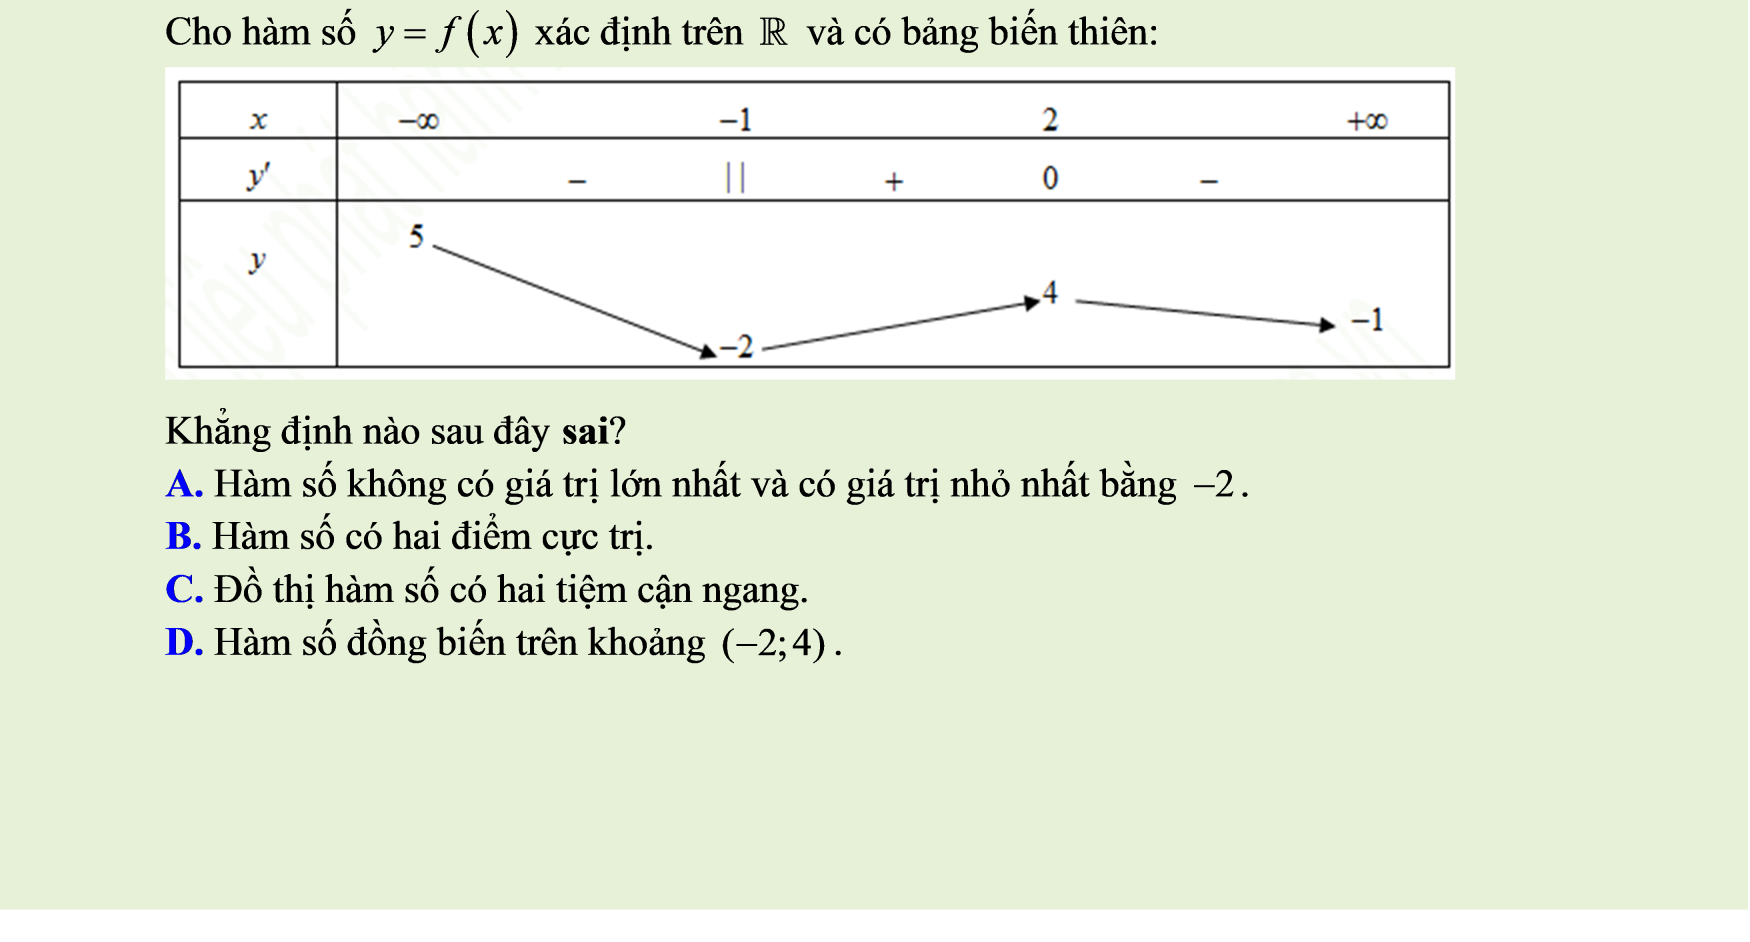 Cho hàm số y = f(x) xác định trên ℝ và có bảng biến thiên:
x −∞ −1 2 +∞
y′ − || + 0 −
y 5 −2 4 −1
Khẳng định nào sau đây sai?
A. Hàm số không có giá trị lớn nhất và có giá trị nhỏ nhất bằng −2.
B. Hàm số có hai điểm cực trị.
C. Đồ thị hàm số có hai tiệm cận ngang.
D. Hàm số đồng biến trên khoảng (−2;4).